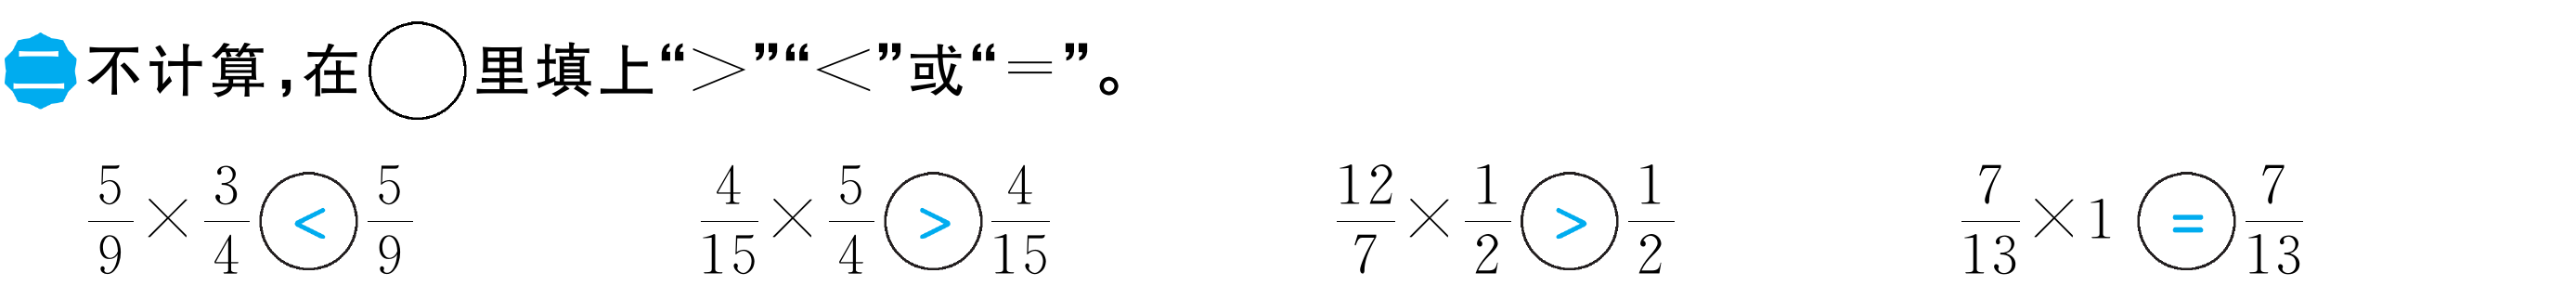 二 不计算,在○里填上“>”“<”或“=”。
5/9 × 3/4 < 5/9  4/15 × 5/4 > 4/15  12/7 × 1/2 > 1/2  7/13 × 1 = 7/13